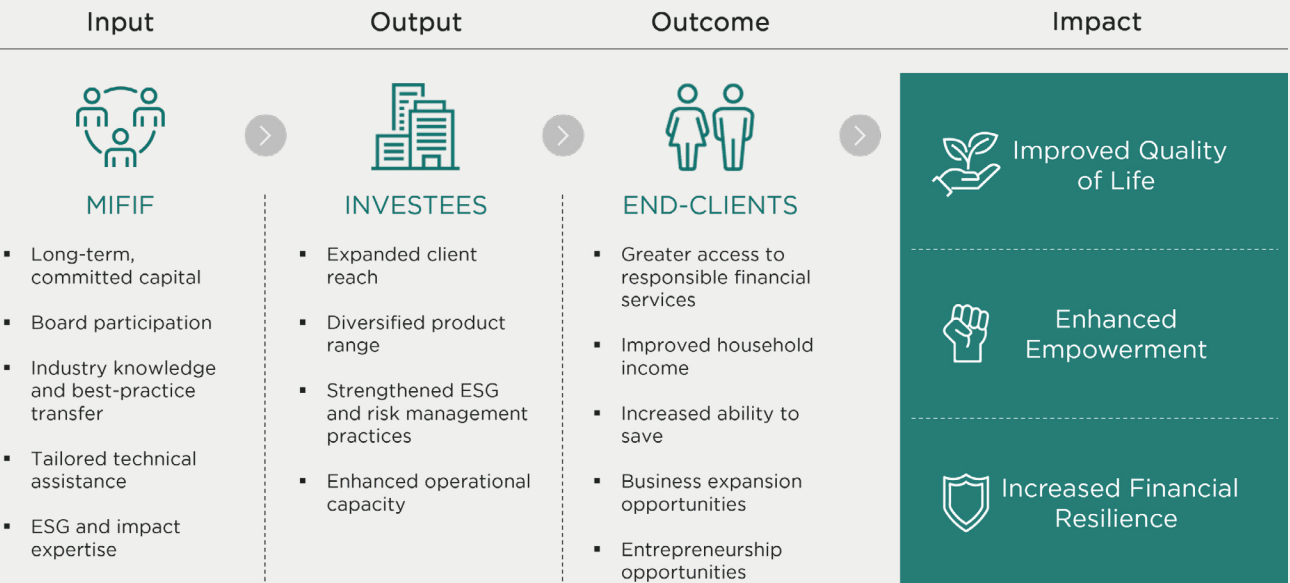 Input
Output
Outcome
Impact
MIFIF
▪ Long-term,
committed capital
▪ Board participation
▪ Industry knowledge
and best-practice
transfer
▪ Tailored technical
assistance
▪ ESG and impact
expertise
INVESTEES
▪ Expanded client
reach
▪ Diversified product
range
▪ Strengthened ESG
and risk management
practices
▪ Enhanced operational
capacity
END-CLIENTS
▪ Greater access to
responsible financial
services
▪ Improved household
income
▪ Increased ability to
save
▪ Business expansion
opportunities
▪ Entrepreneurship
opportunities
Improved Quality
of Life
Enhanced
Empowerment
Increased Financial
Resilience